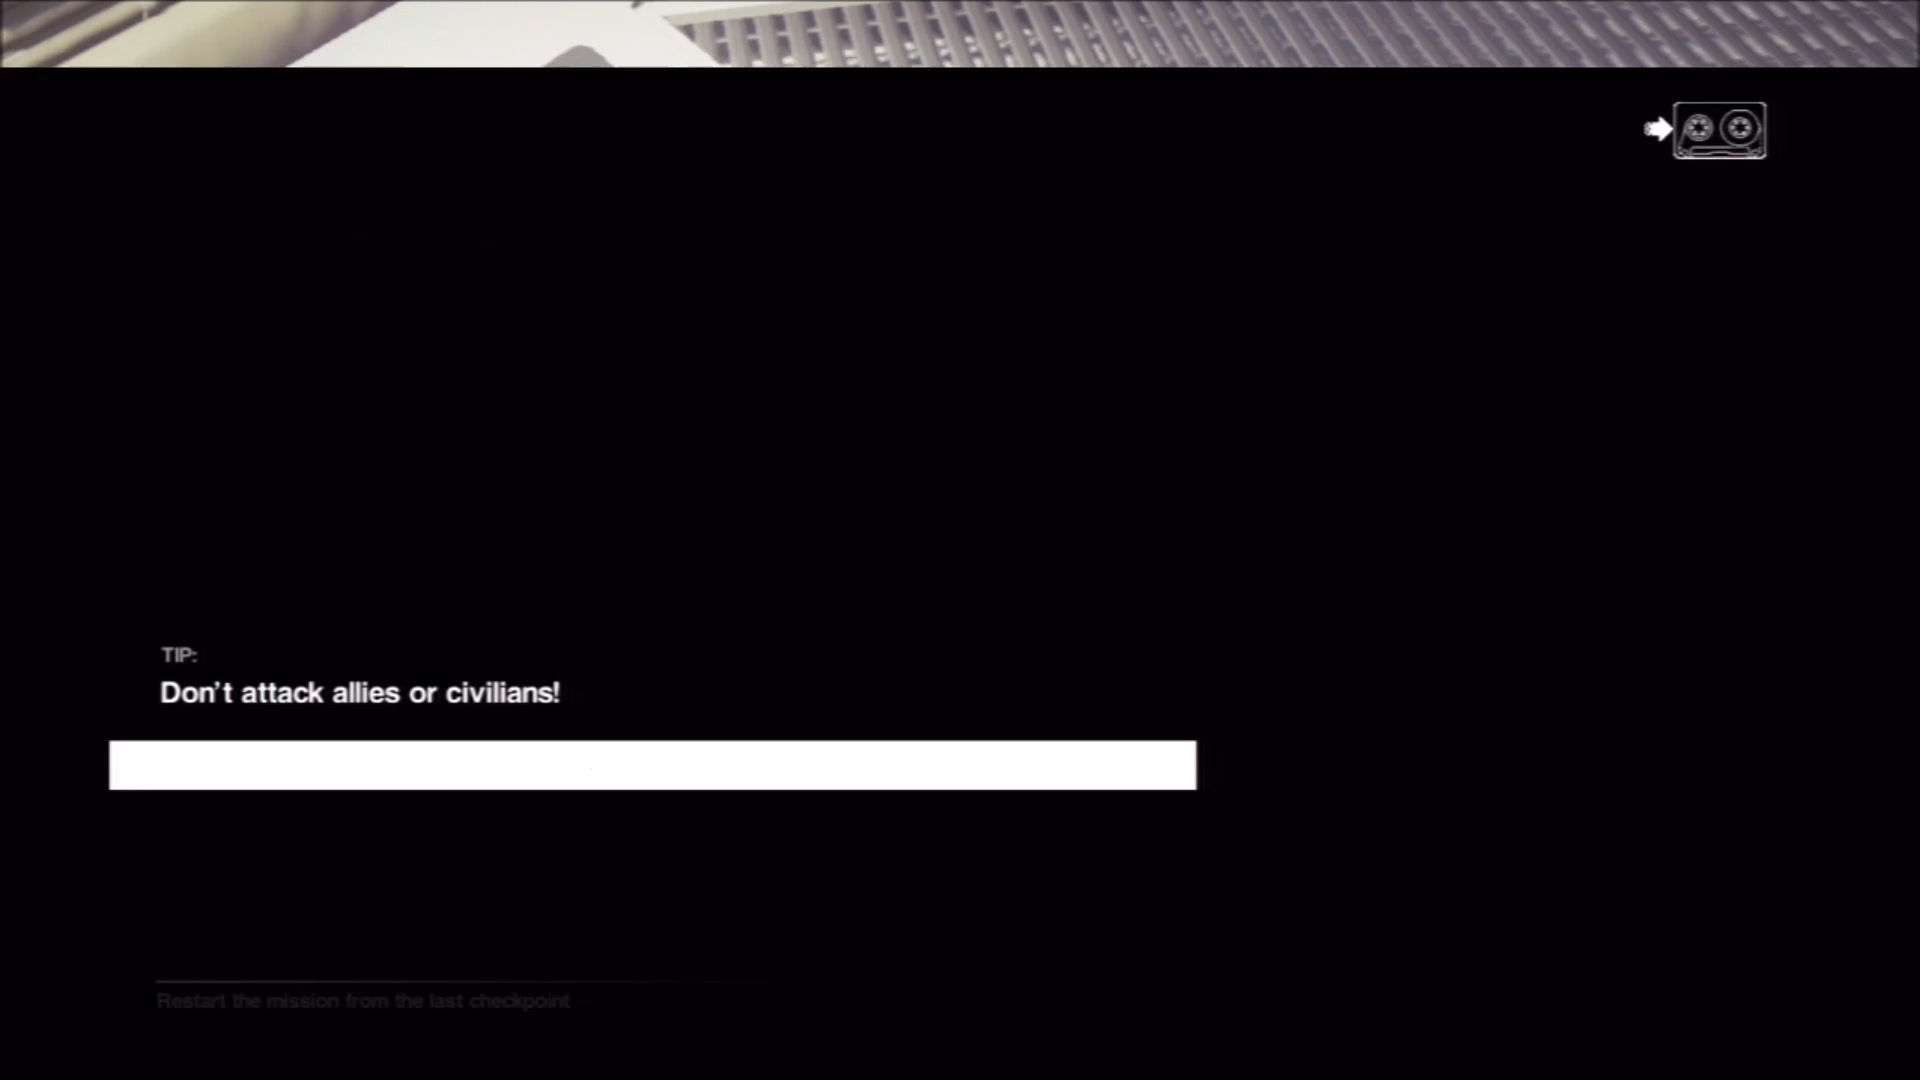 TIP:
Don't attack allies or civilians!
Restart the mission from the last checkpoint